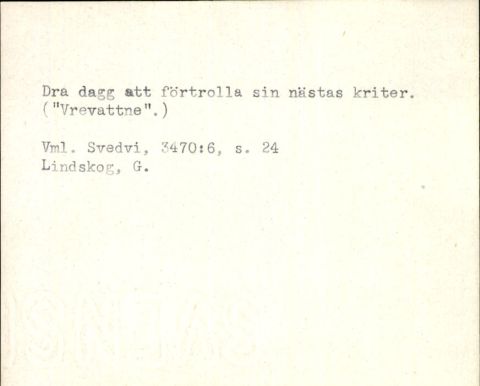 Dra dagg att förtrolla sin nästas kriter.
("Vrevattne".)
Vml. Svedvi, 3470:6, s. 24
Lindskog, G.